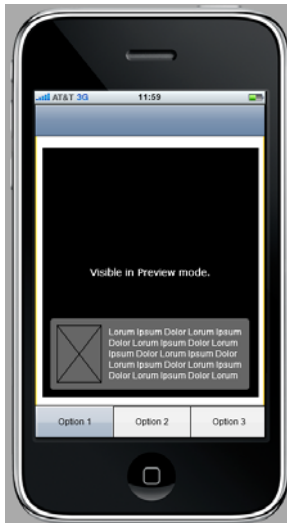 AT&T 3G 11:59
Visible in Preview mode.
Lorum Ipsum Dolor Lorum Ipsum
Dolor Lorum Ipsum Dolor Lorum
Ipsum Dolor Lorum Ipsum Dolor
Lorum Ipsum Dolor Lorum Ipsum
Dolor Lorum Ipsum Dolor Lorum
Option 1 Option 2 Option 3